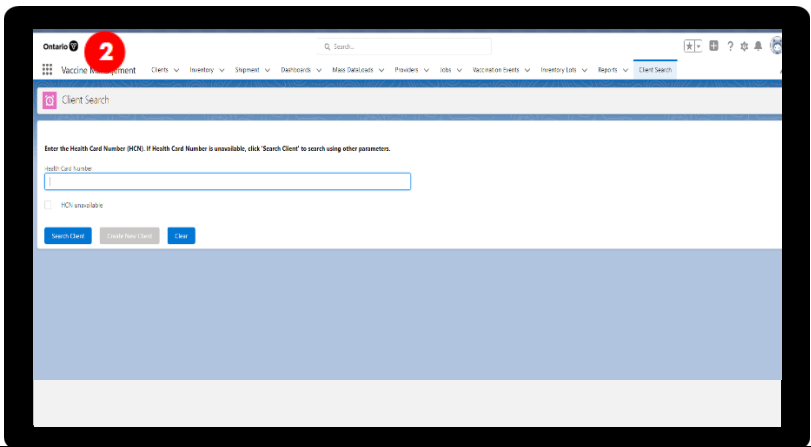 Ontario
2
Search...
Vaccine Management Clients Inventory Shipment Dashboards Mass DataLoads Providers Jobs Vaccination Events Inventory Lots Reports Client Search
Client Search
Enter the Health Card Number (HCN). If Health Card Number is unavailable, click 'Search Client' to search using other parameters.
Health Card Number
HCN unavailable
Search Client Create New Client Clear